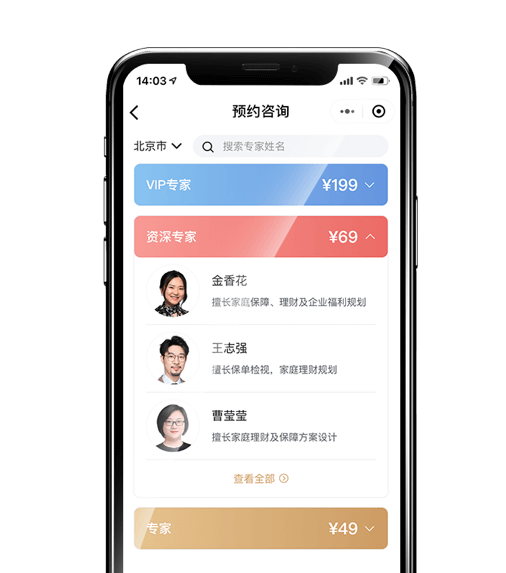 14:03
预约咨询
北京市 搜索专家姓名
VIP专家 ¥199
资深专家 ¥69
金香花
擅长家庭保障、理财及企业福利规划
王志强
擅长保单检视，家庭理财规划
曹莹莹
擅长家庭理财及保障方案设计
查看全部
专家 ¥49